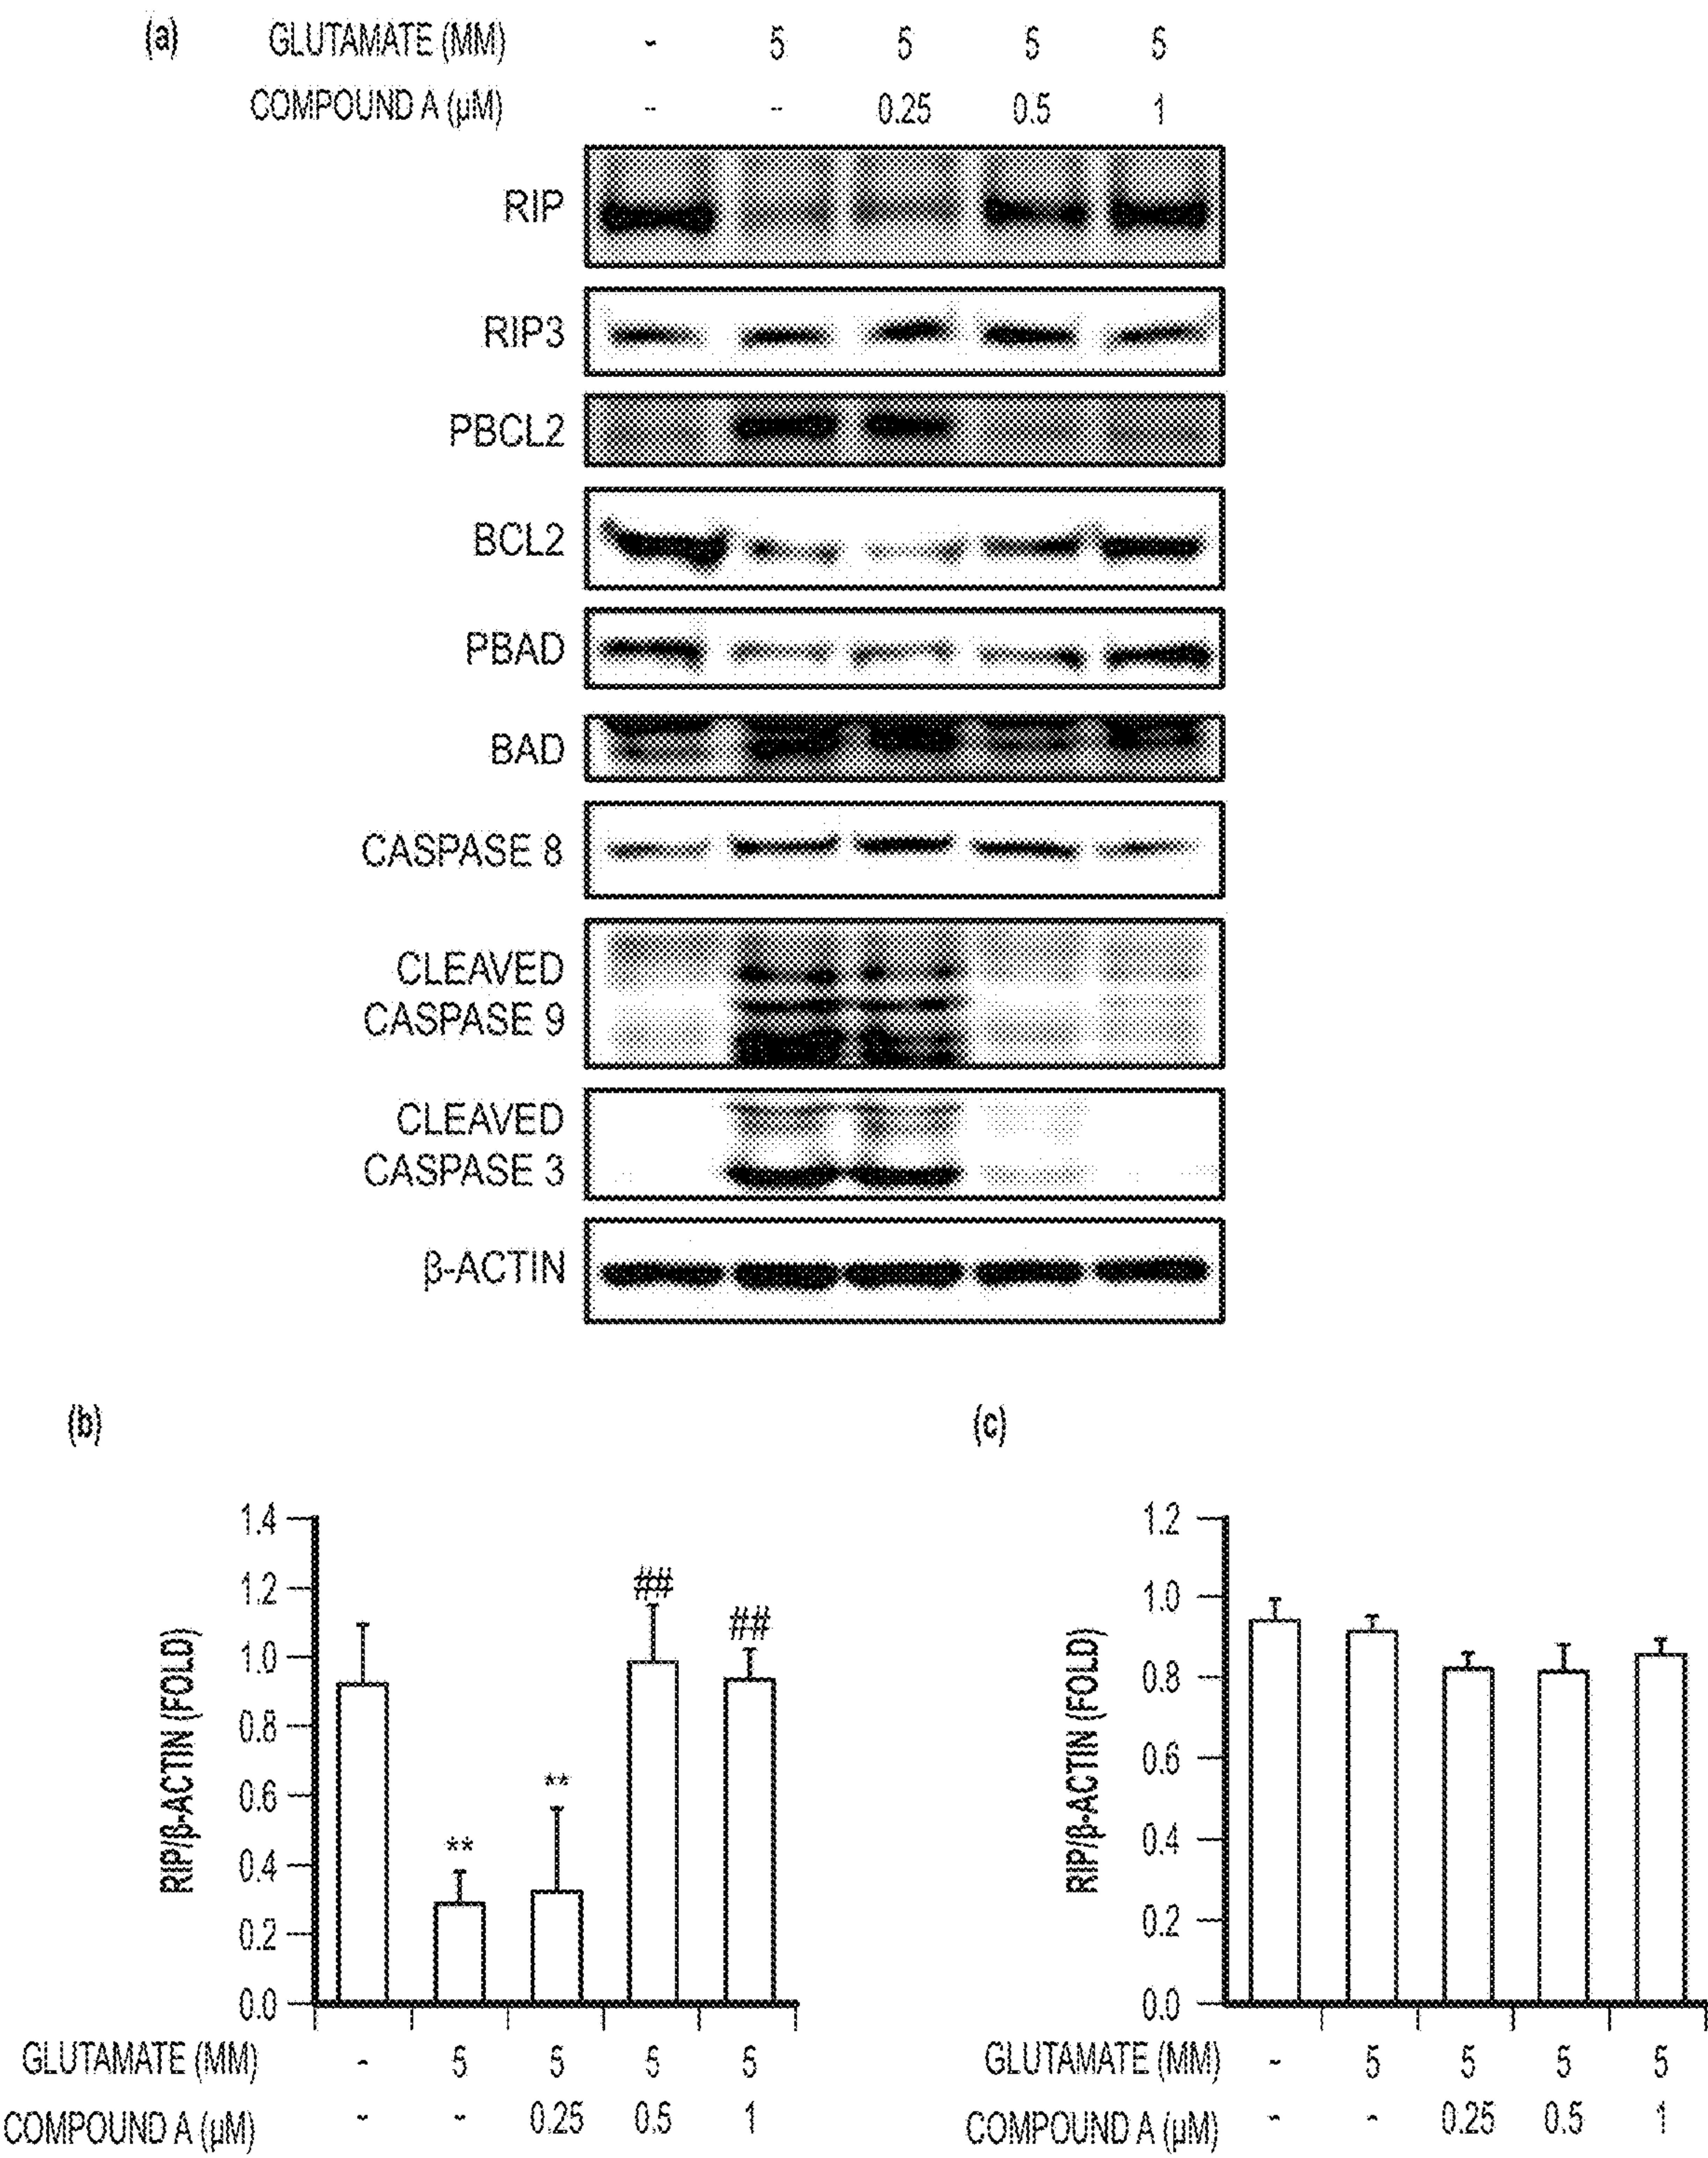 (a)
GLUTAMATE (MM) - 5 5 5 5
COMPOUND A (µM) -- -- 0.25 0.5 1
RIP
RIP3
PBCL2
BCL2
PBAD
BAD
CASPASE 8
CLEAVED
CASPASE 9
CLEAVED
CASPASE 3
β-ACTIN
(b)
RIP/β-ACTIN (FOLD)
1.4
1.2
1.0
0.8
0.6
0.4
0.2
0.0
**
**
##
##
GLUTAMATE (MM) - 5 5 5 5
COMPOUND A (µM) - - 0.25 0.5 1
(c)
RIP/β-ACTIN (FOLD)
1.2
1.0
0.8
0.6
0.4
0.2
0.0
GLUTAMATE (MM) - 5 5 5 5
COMPOUND A (µM) - - 0.25 0.5 1